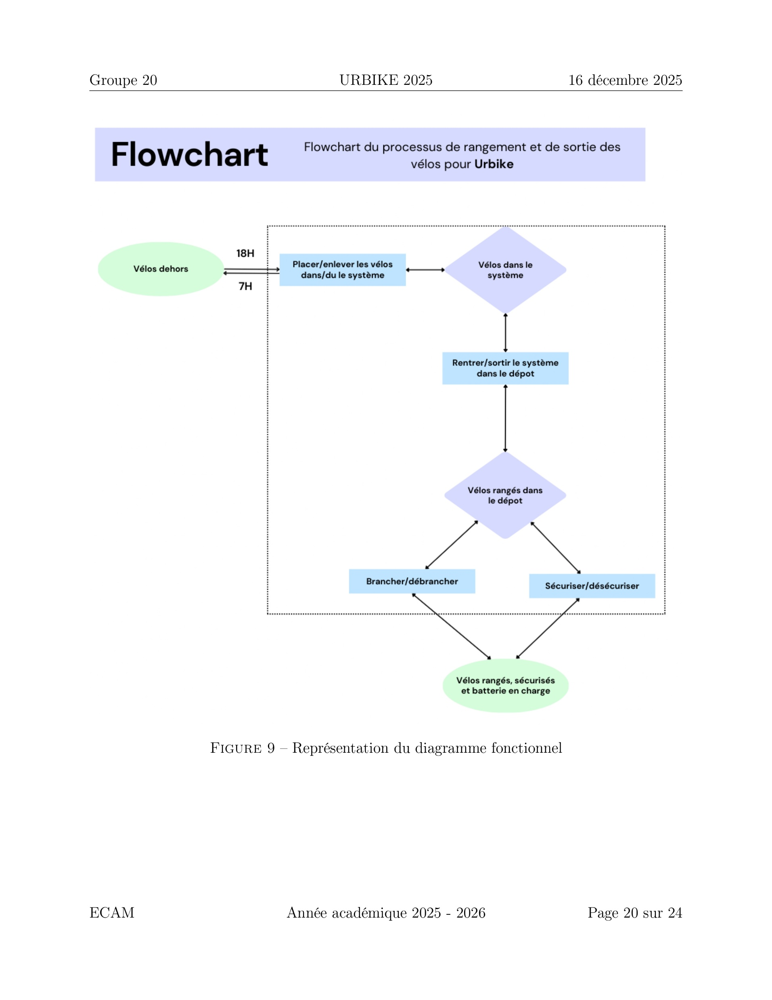 Groupe 20 URBIKE 2025 16 décembre 2025
Flowchart
Flowchart du processus de rangement et de sortie des
vélos pour Urbike
Vélos dehors
18H
7H
Placer/enlever les vélos
dans/du le système
Vélos dans le
système
Rentrer/sortir le système
dans le dépot
Vélos rangés dans
le dépot
Brancher/débrancher
Sécuriser/désécuriser
Vélos rangés, sécurisés
et batterie en charge
FIGURE 9 – Représentation du diagramme fonctionnel
ECAM Année académique 2025 - 2026 Page 20 sur 24